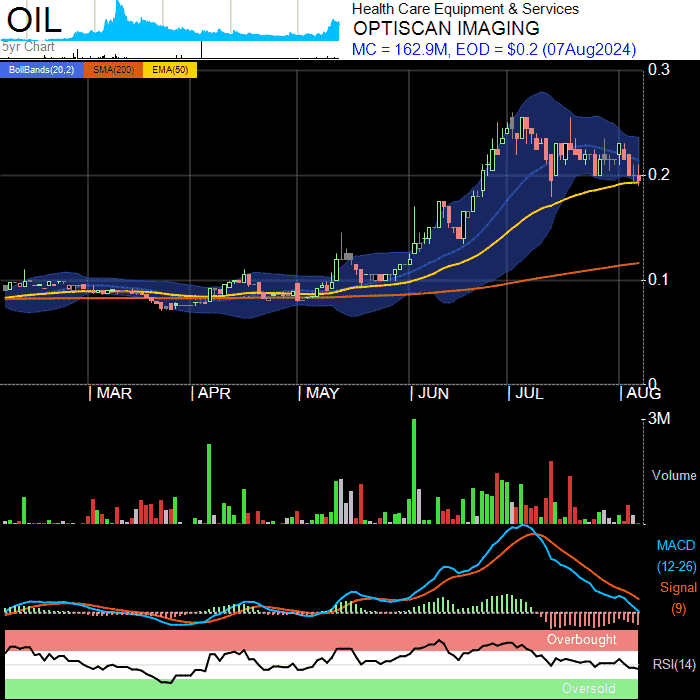 OIL
5yr Chart
Health Care Equipment & Services
OPTISCAN IMAGING
MC = 162.9M, EOD = $0.2 (07Aug2024)
BollBands(20,2) SMA(200) EMA(50)
0.3
0.2
0.1
0
| MAR | APR | MAY | JUN | JUL | AUG
3M
Volume
MACD
(12-26)
Signal
(9)
Overbought
RSI(14)
Oversold